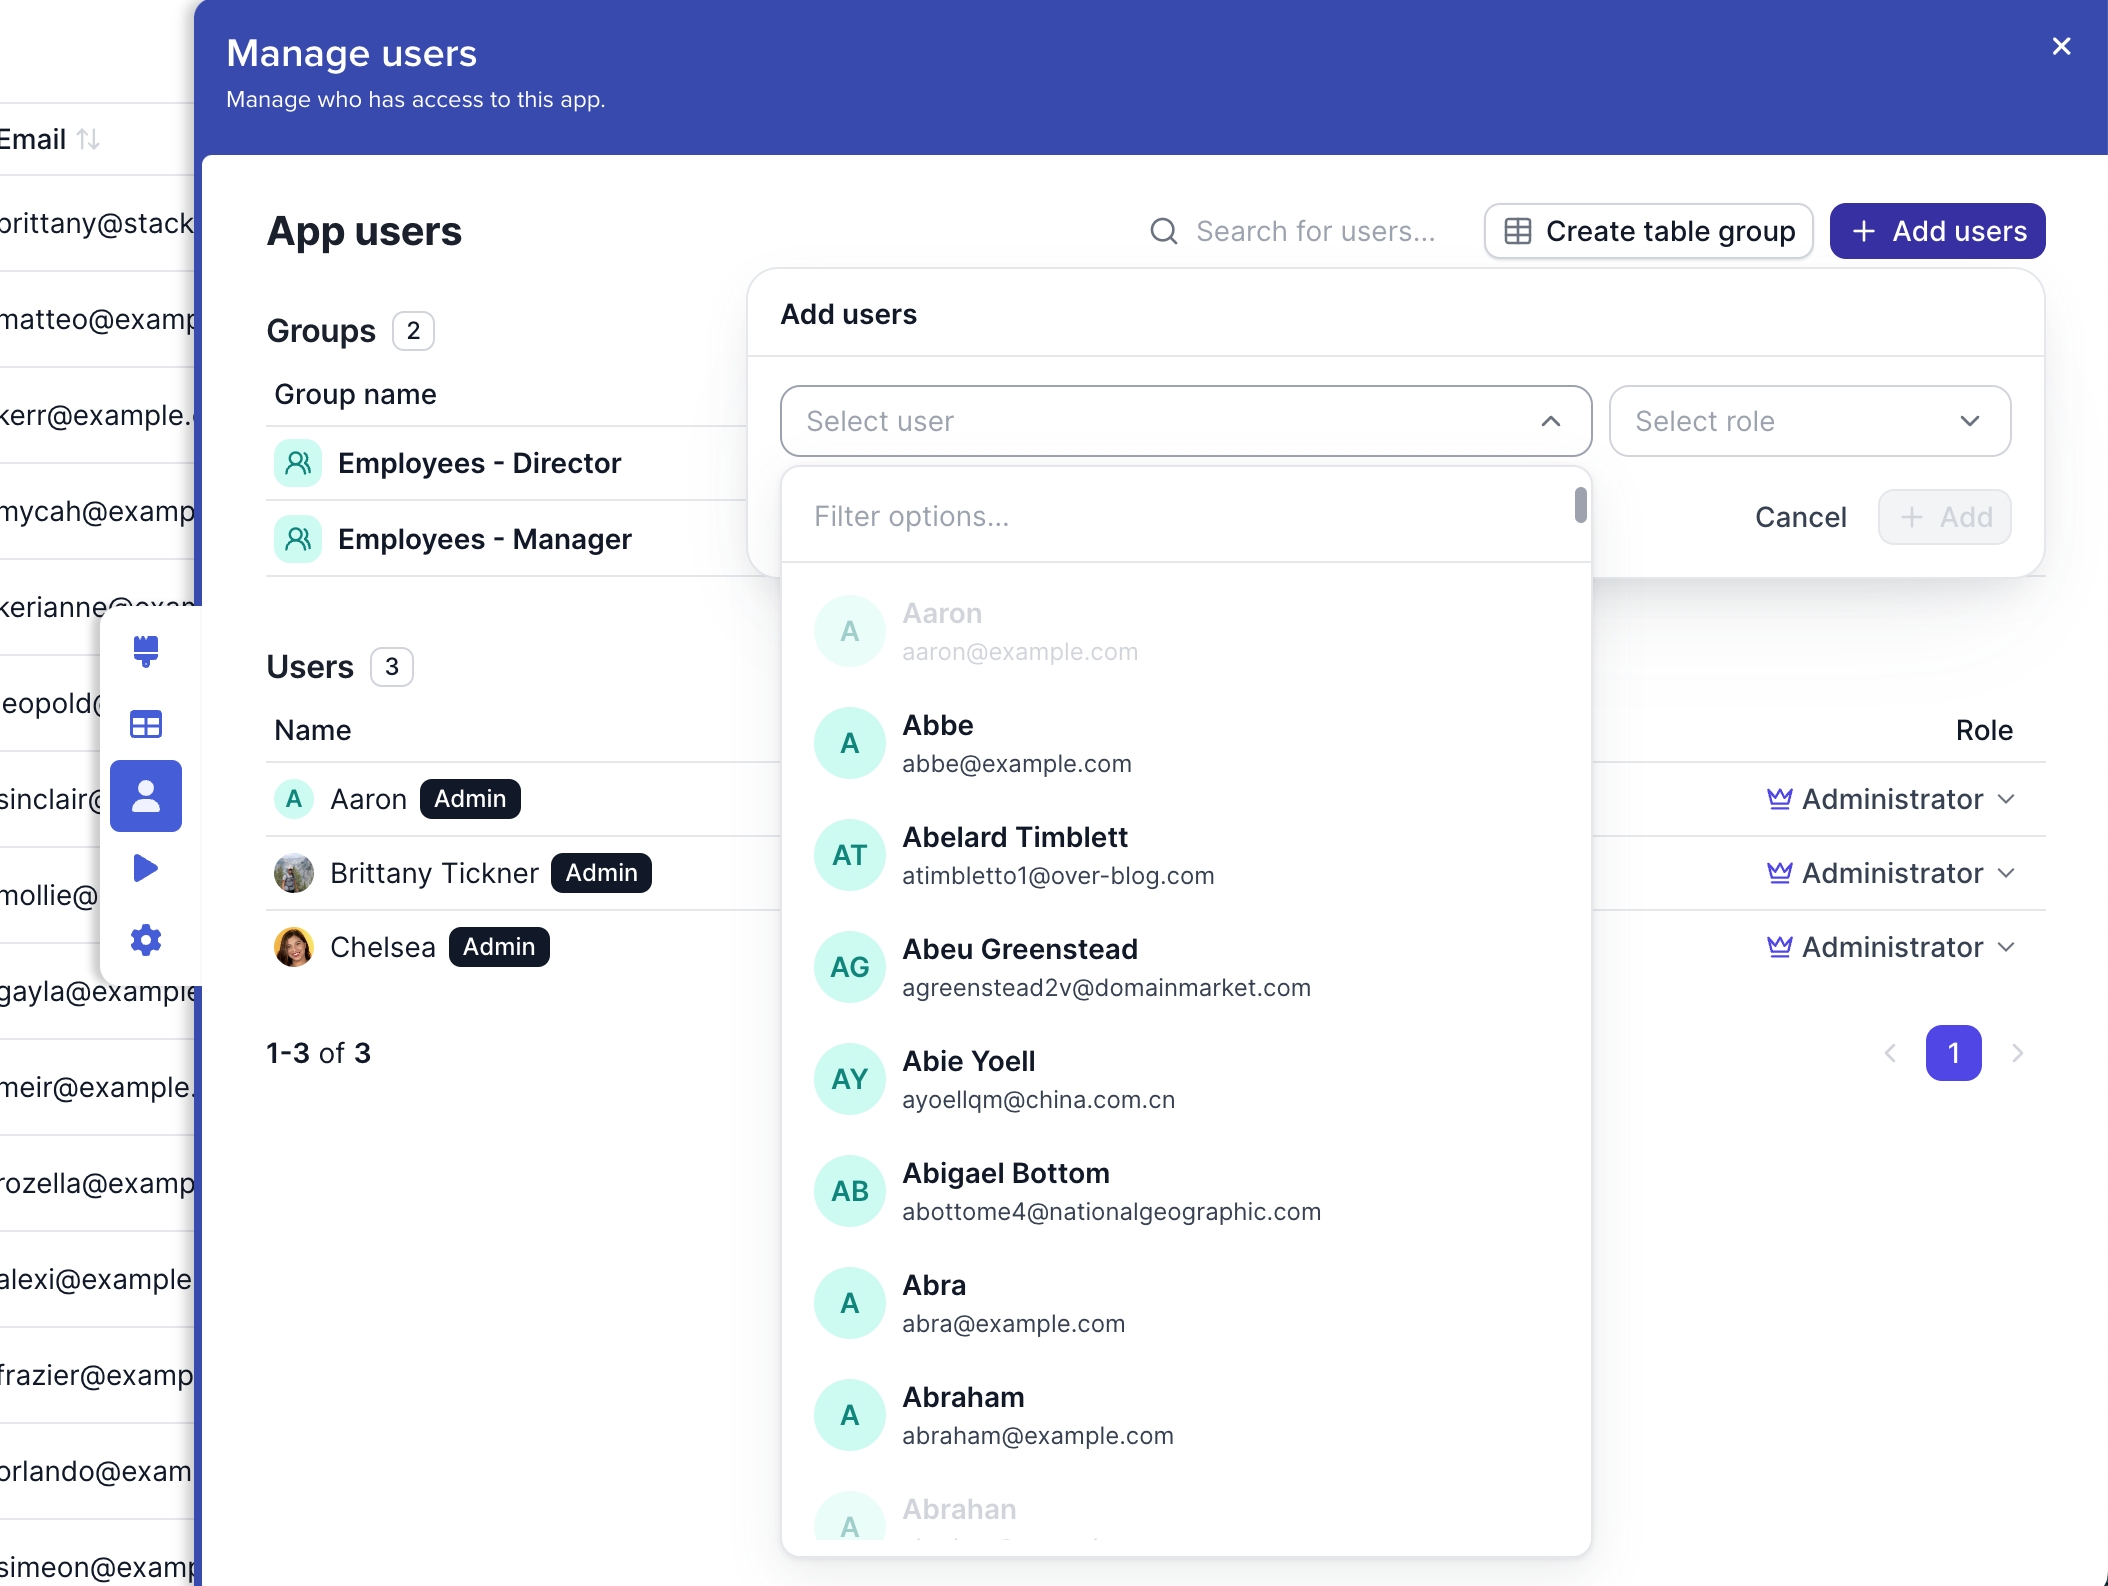 Manage users
Manage who has access to this app.
Email
brittany@stack
matteo@examp
kerr@example.
mycah@examp
kerianne@exam
leopold@
sinclair@
mollie@
gayla@example
meir@example.
rozella@examp
alexi@example
frazier@examp
orlando@exam
simeon@examp
App users
Search for users...
Create table group
Add users
Groups 2
Group name
Employees - Director
Employees - Manager
Users 3
Name
Role
A Aaron Admin
Administrator
Brittany Tickner Admin
Administrator
Chelsea Admin
Administrator
1-3 of 3
1
Add users
Select user
Select role
Cancel
Add
Filter options...
A Aaron
aaron@example.com
A Abbe
abbe@example.com
AT Abelard Timblett
atimbletto1@over-blog.com
AG Abeu Greenstead
agreenstead2v@domainmarket.com
AY Abie Yoell
ayoellqm@china.com.cn
AB Abigael Bottom
abottome4@nationalgeographic.com
A Abra
abra@example.com
A Abraham
abraham@example.com
A Abrahan